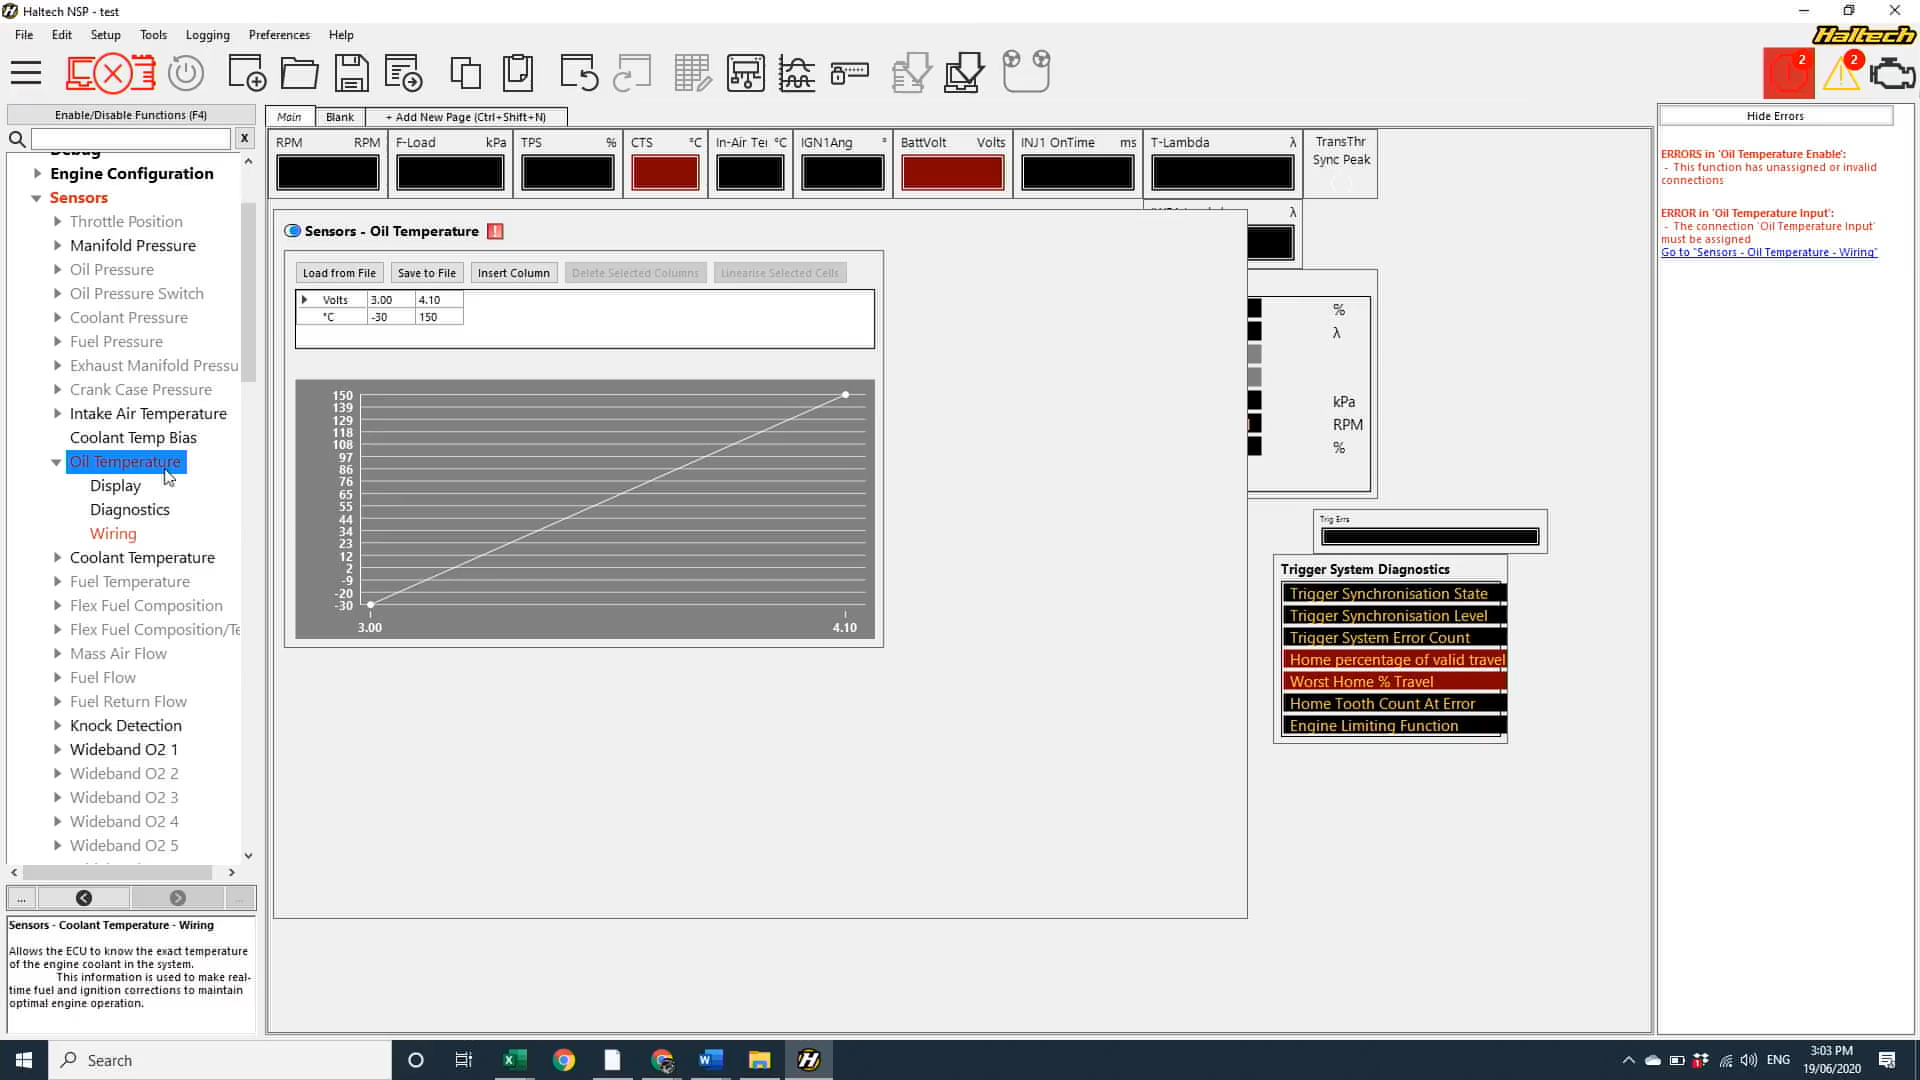 Haltech NSP - test
File Edit Setup Tools Logging Preferences Help
Haltech
2 2
Enable/Disable Functions (F4)
X
Debug
Engine Configuration
Sensors
Throttle Position
Manifold Pressure
Oil Pressure
Oil Pressure Switch
Coolant Pressure
Fuel Pressure
Exhaust Manifold Pressu
Crank Case Pressure
Intake Air Temperature
Coolant Temp Bias
Oil Temperature
Display
Diagnostics
Wiring
Coolant Temperature
Fuel Temperature
Flex Fuel Composition
Flex Fuel Composition/Te
Mass Air Flow
Fuel Flow
Fuel Return Flow
Knock Detection
Wideband O2 1
Wideband O2 2
Wideband O2 3
Wideband O2 4
Wideband O2 5
...
...
Sensors - Coolant Temperature - Wiring
Allows the ECU to know the exact temperature
of the engine coolant in the system.
This information is used to make real-
time fuel and ignition corrections to maintain
optimal engine operation.
Main Blank + Add New Page (Ctrl+Shift+N)
RPM RPM F-Load kPa TPS % CTS °C In-Air Te °C IGN1Ang ° BattVolt Volts INJ1 OnTime ms T-Lambda λ TransThr
Sync Peak
λ
Sensors - Oil Temperature !
Load from File Save to File Insert Column Delete Selected Columns Linearise Selected Cells
Volts 3.00 4.10
°C -30 150
150
139
129
118
108
97
86
76
65
55
44
34
23
12
2
-9
-20
-30
3.00 4.10
%
λ
kPa
RPM
%
Trig Errs
Trigger System Diagnostics
Trigger Synchronisation State
Trigger Synchronisation Level
Trigger System Error Count
Home percentage of valid travel
Worst Home % Travel
Home Tooth Count At Error
Engine Limiting Function
Hide Errors
ERRORS in 'Oil Temperature Enable':
- This function has unassigned or invalid
connections
ERROR in 'Oil Temperature Input':
- The connection 'Oil Temperature Input'
must be assigned
Go to "Sensors - Oil Temperature - Wiring"
Search
ENG
3:03 PM
19/06/2020